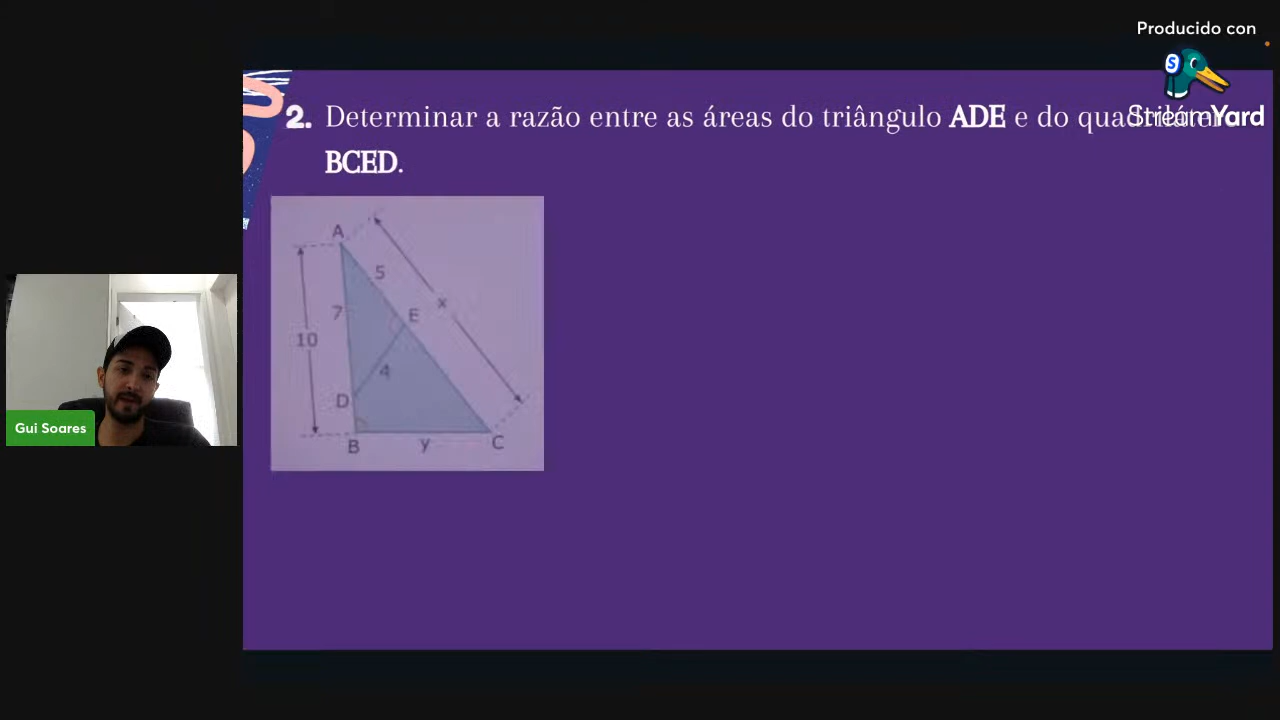 Producido con
StreamYard
2. Determinar a razão entre as áreas do triângulo ADE e do
BCED.
A
5
x
7
E
10
4
D
B
y
C
Gui Soares